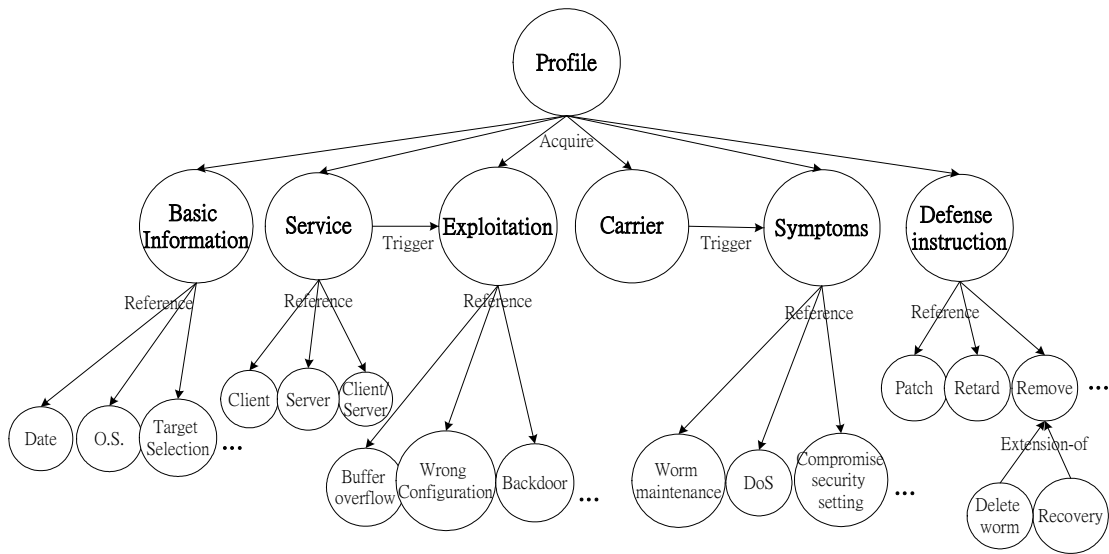 Profile
Acquire
Basic
Information
Service
Trigger
Exploitation
Carrier
Trigger
Symptoms
Defense
instruction
Reference
Reference
Reference
Reference
Reference
Date
O.S.
Target
Selection
...
Client
Server
Client/
Server
Buffer
overflow
Wrong
Configuration
Backdoor
...
Worm
maintenance
DoS
Compromise
security
setting
...
Patch
Retard
Remove
...
Extension-of
Delete
worm
Recovery